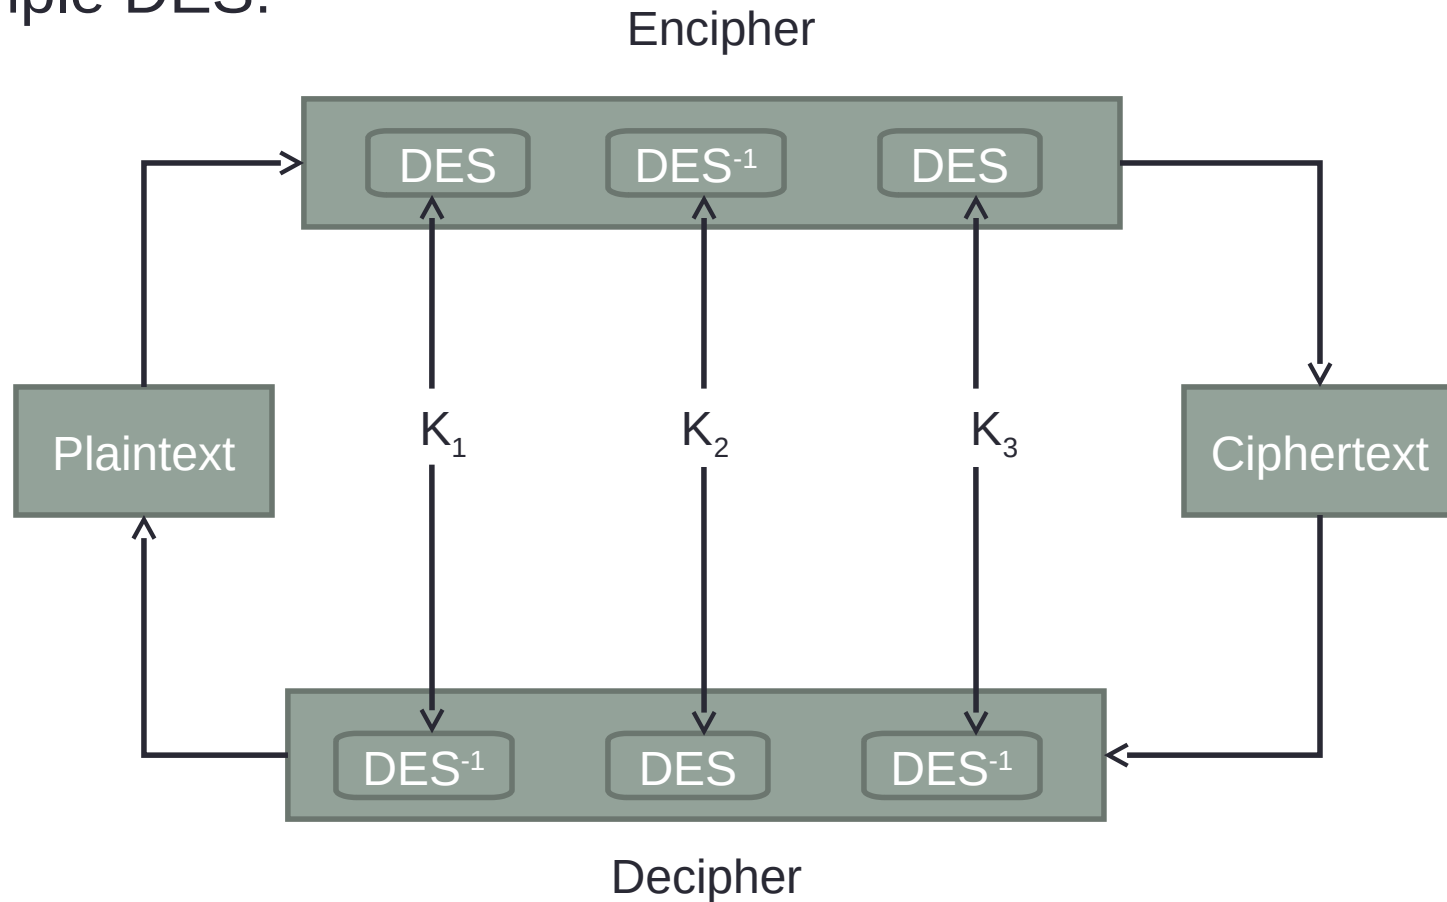 Encipher
DES DES⁻¹ DES
K₁ K₂ K₃
Plaintext Ciphertext
DES⁻¹ DES DES⁻¹
Decipher